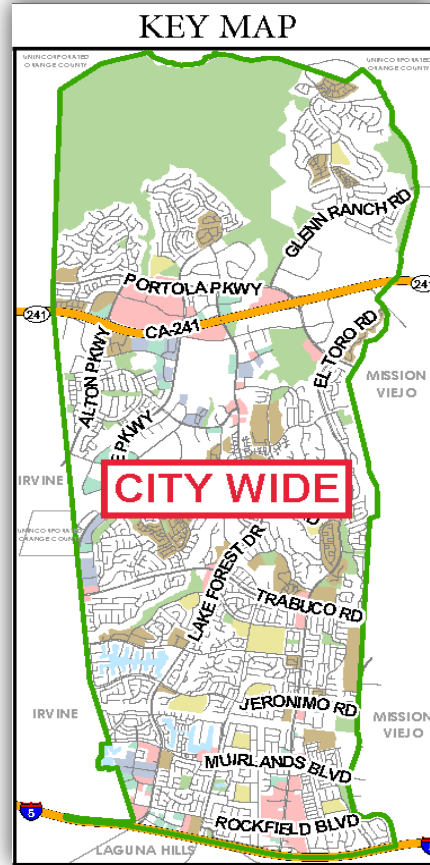 KEY MAP
UNINCORPORATED
ORANGE COUNTY
UNINCORPORATED
ORANGE COUNTY
GLENN RANCH RD
PORTOLA PKWY
241
241
CA-241
EL TORO RD
ALTON PKWY
MISSION
VIEJO
PKWY
IRVINE
CITY WIDE
UNINCORPORATED
ORANGE COUNTY
LAKE FOREST DR
TRABUCO RD
JERONIMO RD
IRVINE
MISSION
VIEJO
MUIRLANDS BLVD
5
ROCKFIELD BLVD
LAGUNA HILLS